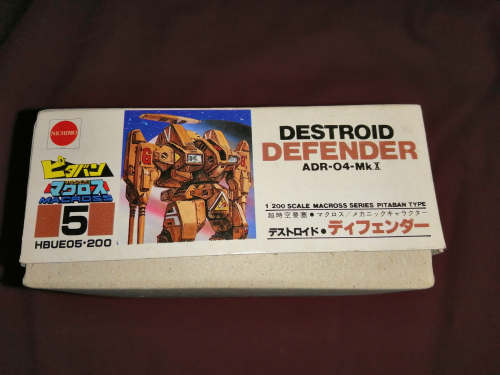 NICHIMO
ピタバン
マクロス
MACROSS
5
HBUE05·200
DESTROID
DEFENDER
ADR-04-MkX
1/200 SCALE MACROSS SERIES PITABAN TYPE
超時空要塞●マクロス/メカニックキャラクター
デストロイド●ディフェンダー